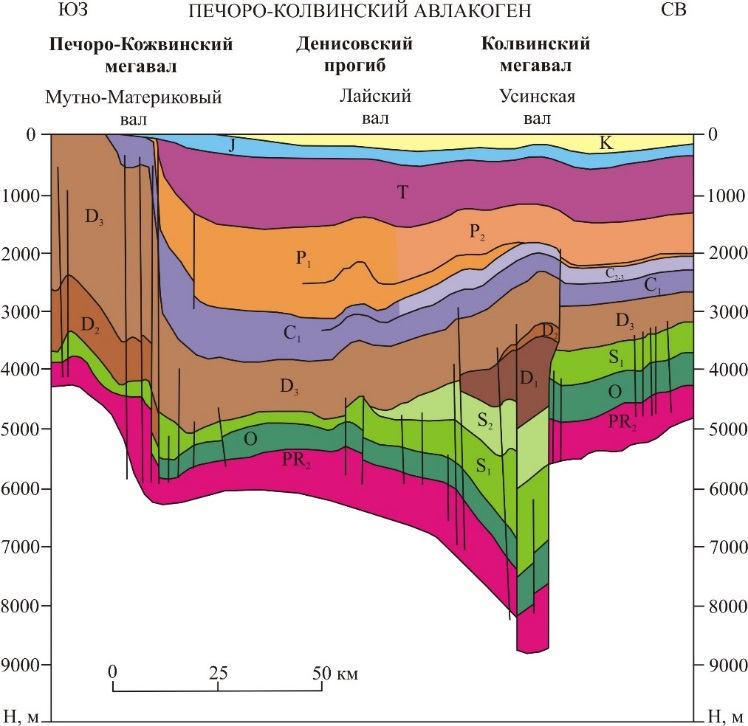 ЮЗ ПЕЧОРО-КОЛВИНСКИЙ АВЛАКОГЕН СВ
Печоро-Кожвинский
мегавал
Денисовский
прогиб
Колвинский
мегавал
Мутно-Материковый
вал
Лайский
вал
Усинская
вал
0 0
J K
T
1000 1000
D₃
P₂
2000 2000
P₁
C₂₋₃
C₁
3000 3000
D₂ C₁ D₂ D₃
S₁
4000 4000
D₃ D₁
O
S₂
5000 5000
O PR₂
PR₂ S₁
6000 6000
7000 7000
8000 8000
9000 9000
0 25 50 км
Н, м Н, м